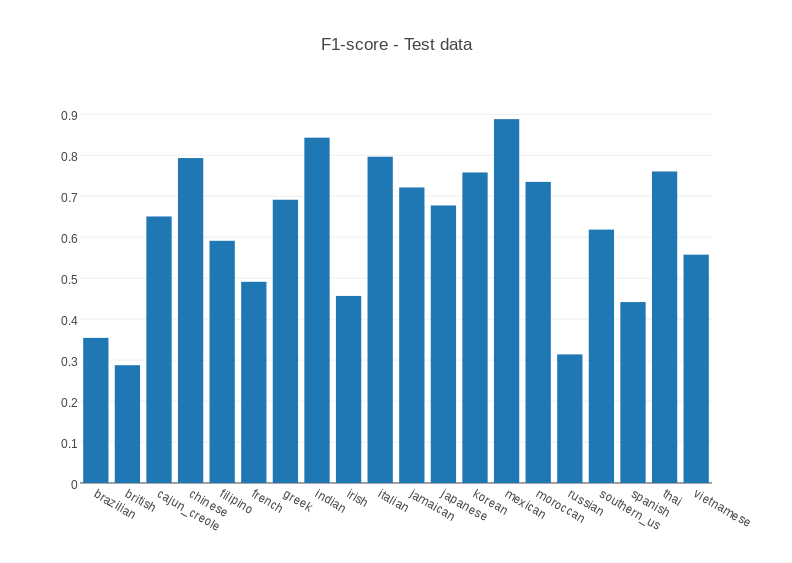 F1-score - Test data
0.9
0.8
0.7
0.6
0.5
0.4
0.3
0.2
0.1
0
brazilian
british
cajun_creole
chinese
filipino
french
greek
indian
irish
italian
jamaican
japanese
korean
mexican
moroccan
russian
southern_us
spanish
thai
vietnamese